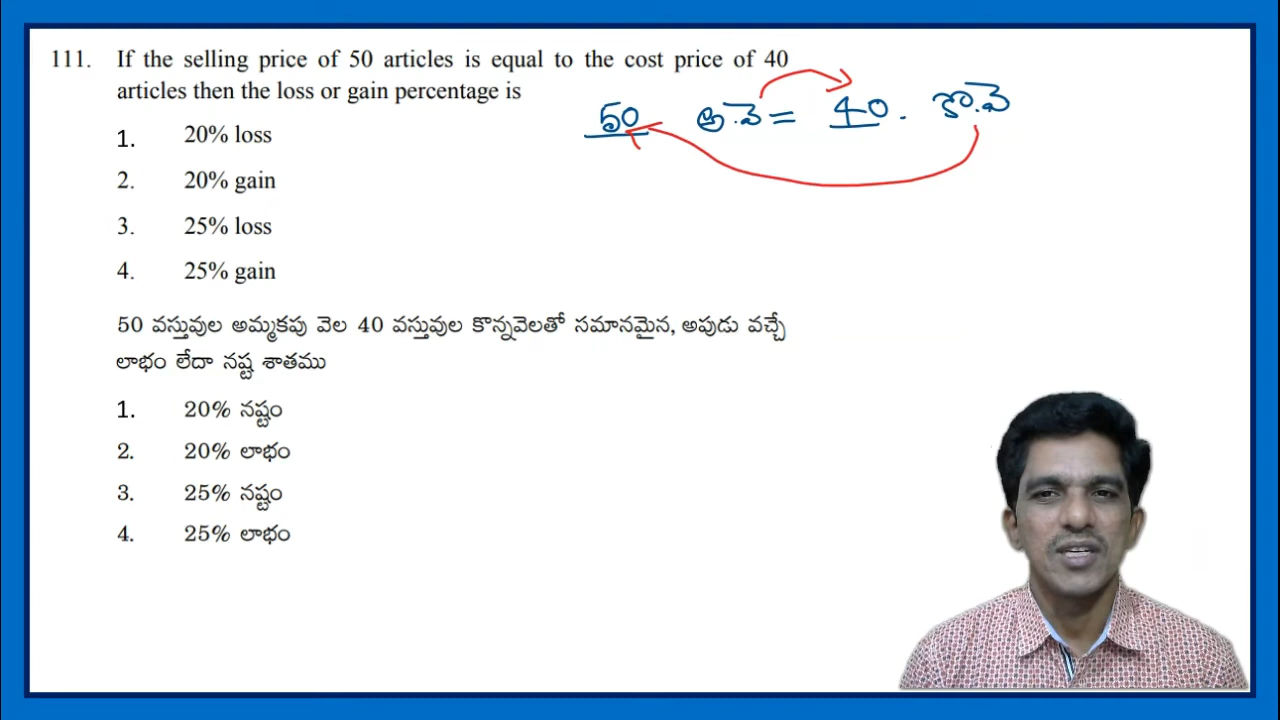 111. If the selling price of 50 articles is equal to the cost price of 40
articles then the loss or gain percentage is
50 అ.వె = 40. కొ.వె
1. 20% loss
2. 20% gain
3. 25% loss
4. 25% gain
50 వస్తువుల అమ్మకపు వెల 40 వస్తువుల కొన్నవెలతో సమానమైన, అపుడు వచ్చే
లాభం లేదా నష్ట శాతము
1. 20% నష్టం
2. 20% లాభం
3. 25% నష్టం
4. 25% లాభం